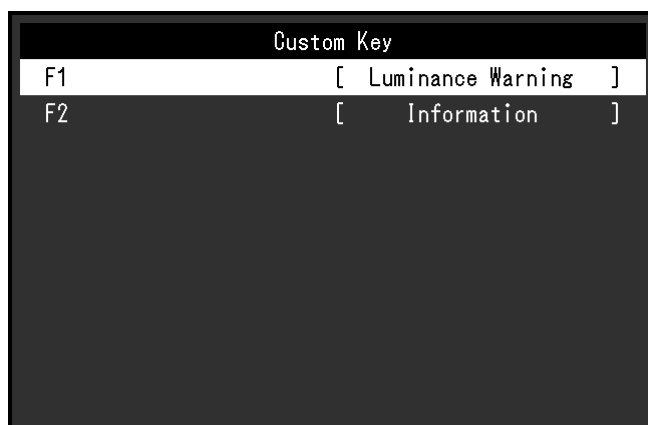 Custom Key
F1 [ Luminance Warning ]
F2 [ Information ]